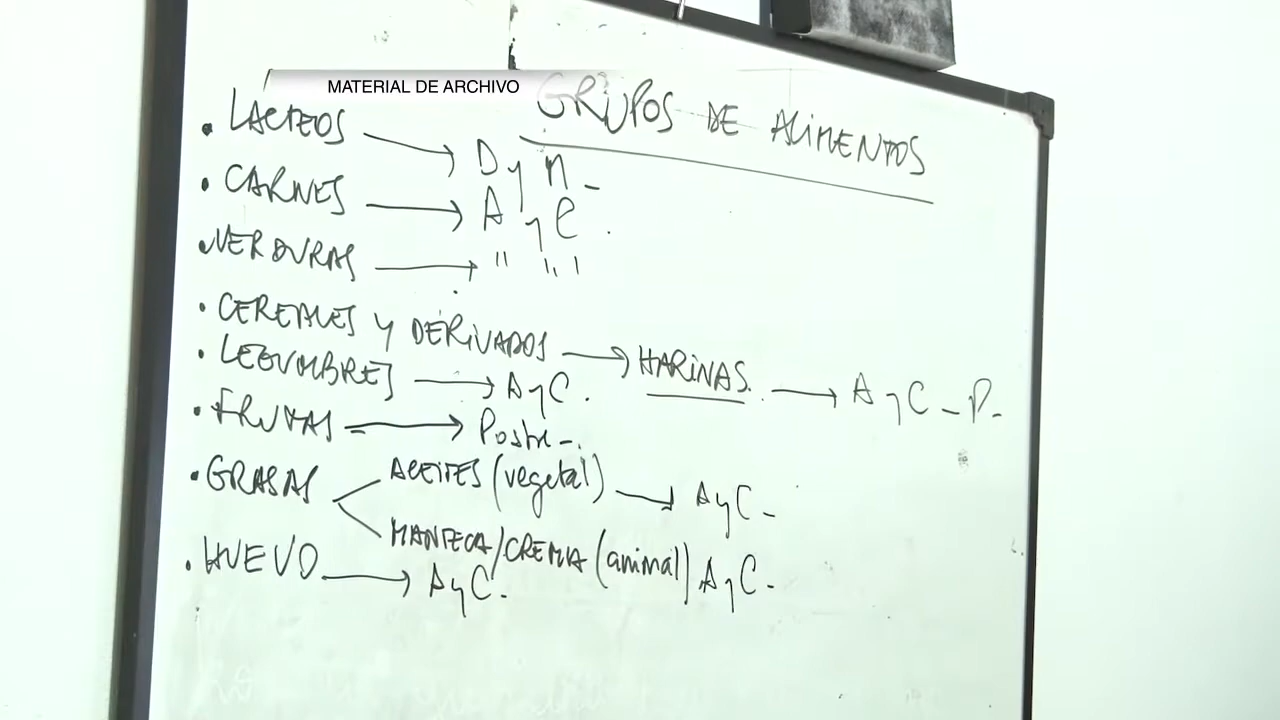 MATERIAL DE ARCHIVO
GRUPOS DE ALIMENTOS
• LACTEOS → D y M -
• CARNES → A y C .
• VERDURAS → " " "
• CEREALES Y DERIVADOS → HARINAS → A y C - P -
• LEGUMBRES → A y C .
• FRUTAS → Postre - .
• GRASAS ACEITES (vegetal) → A y C -
MANTECA/CREMA (animal) A y C -
• HUEVO → A y C .